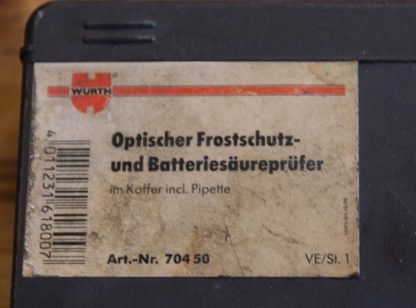 WÜRTH
Optischer Frostschutz-
und Batteriesäureprüfer
im Koffer incl. Pipette
Art.-Nr. 704 50
VE/St. 1
4 011231 618007